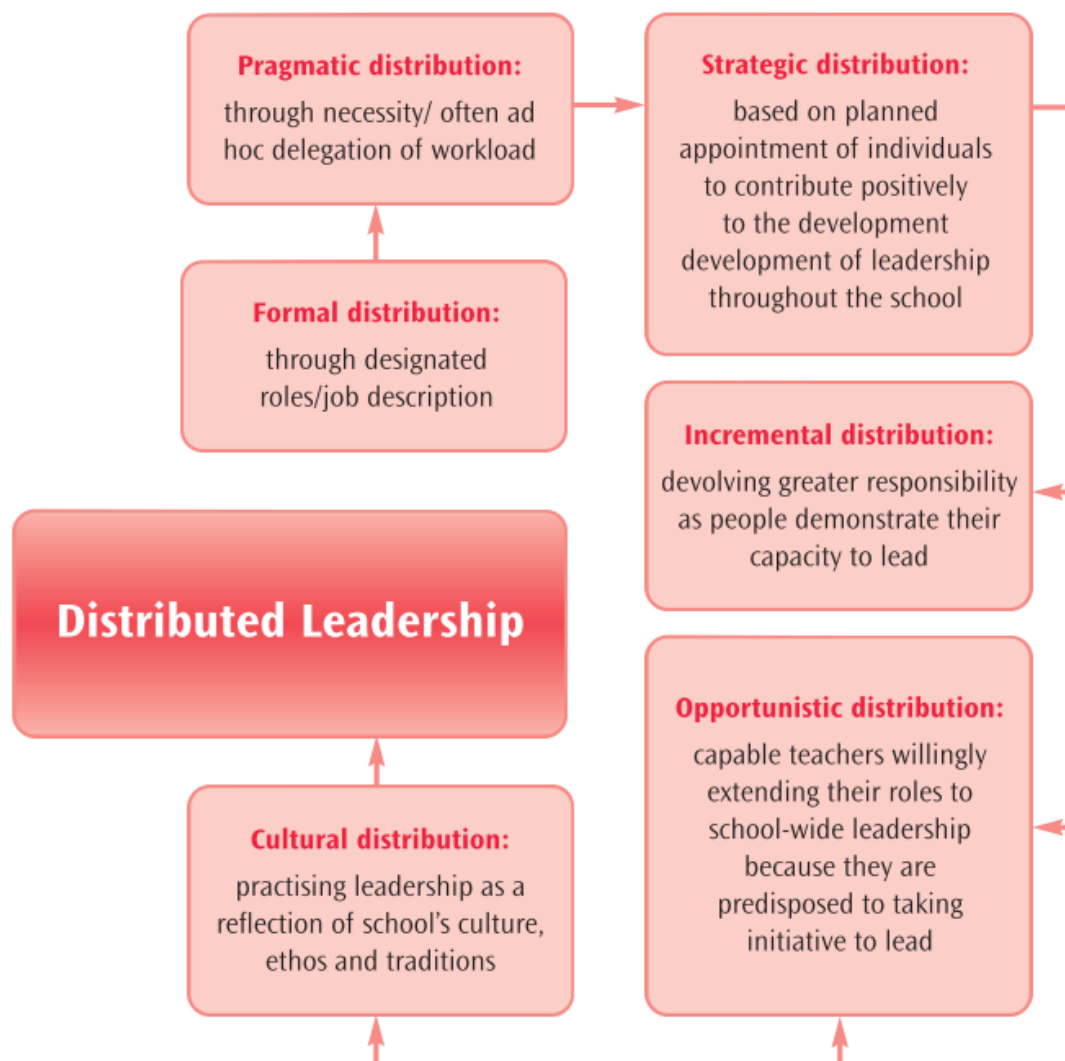 Pragmatic distribution:
through necessity/ often ad
hoc delegation of workload
Strategic distribution:
based on planned
appointment of individuals
to contribute positively
to the development
development of leadership
throughout the school
Formal distribution:
through designated
roles/job description
Incremental distribution:
devolving greater responsibility
as people demonstrate their
capacity to lead
Distributed Leadership
Opportunistic distribution:
capable teachers willingly
extending their roles to
school-wide leadership
because they are
predisposed to taking
initiative to lead
Cultural distribution:
practising leadership as a
reflection of school’s culture,
ethos and traditions